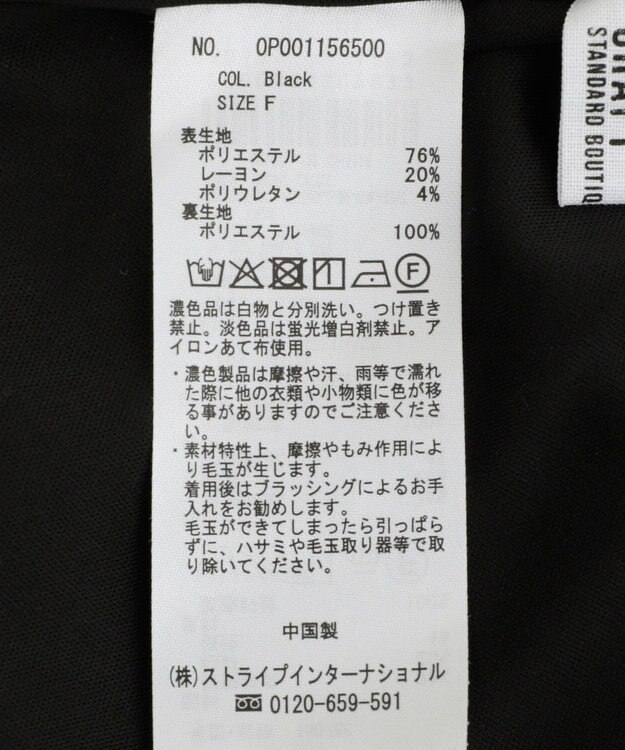 NO. OP001156500
COL. Black
SIZE F
表生地
ポリエステル 76%
レーヨン 20%
ポリウレタン 4%
裏生地
ポリエステル 100%
F
濃色品は白物と分別洗い。つけ置き
禁止。淡色品は蛍光増白剤禁止。ア
イロンあて布使用。
・濃色製品は摩擦や汗、雨等で濡れ
た際に他の衣類や小物類に色が移
る事がありますのでご注意くださ
い。
・素材特性上、摩擦やもみ作用によ
り毛玉が生じます。
着用後はブラッシングによるお手
入れをお勧めします。
毛玉ができてしまったら引っぱら
ずに、ハサミや毛玉取り器等で取
り除いてください。
中国製
(株)ストライプインターナショナル
0120-659-591
STANDARD BOUTIQ